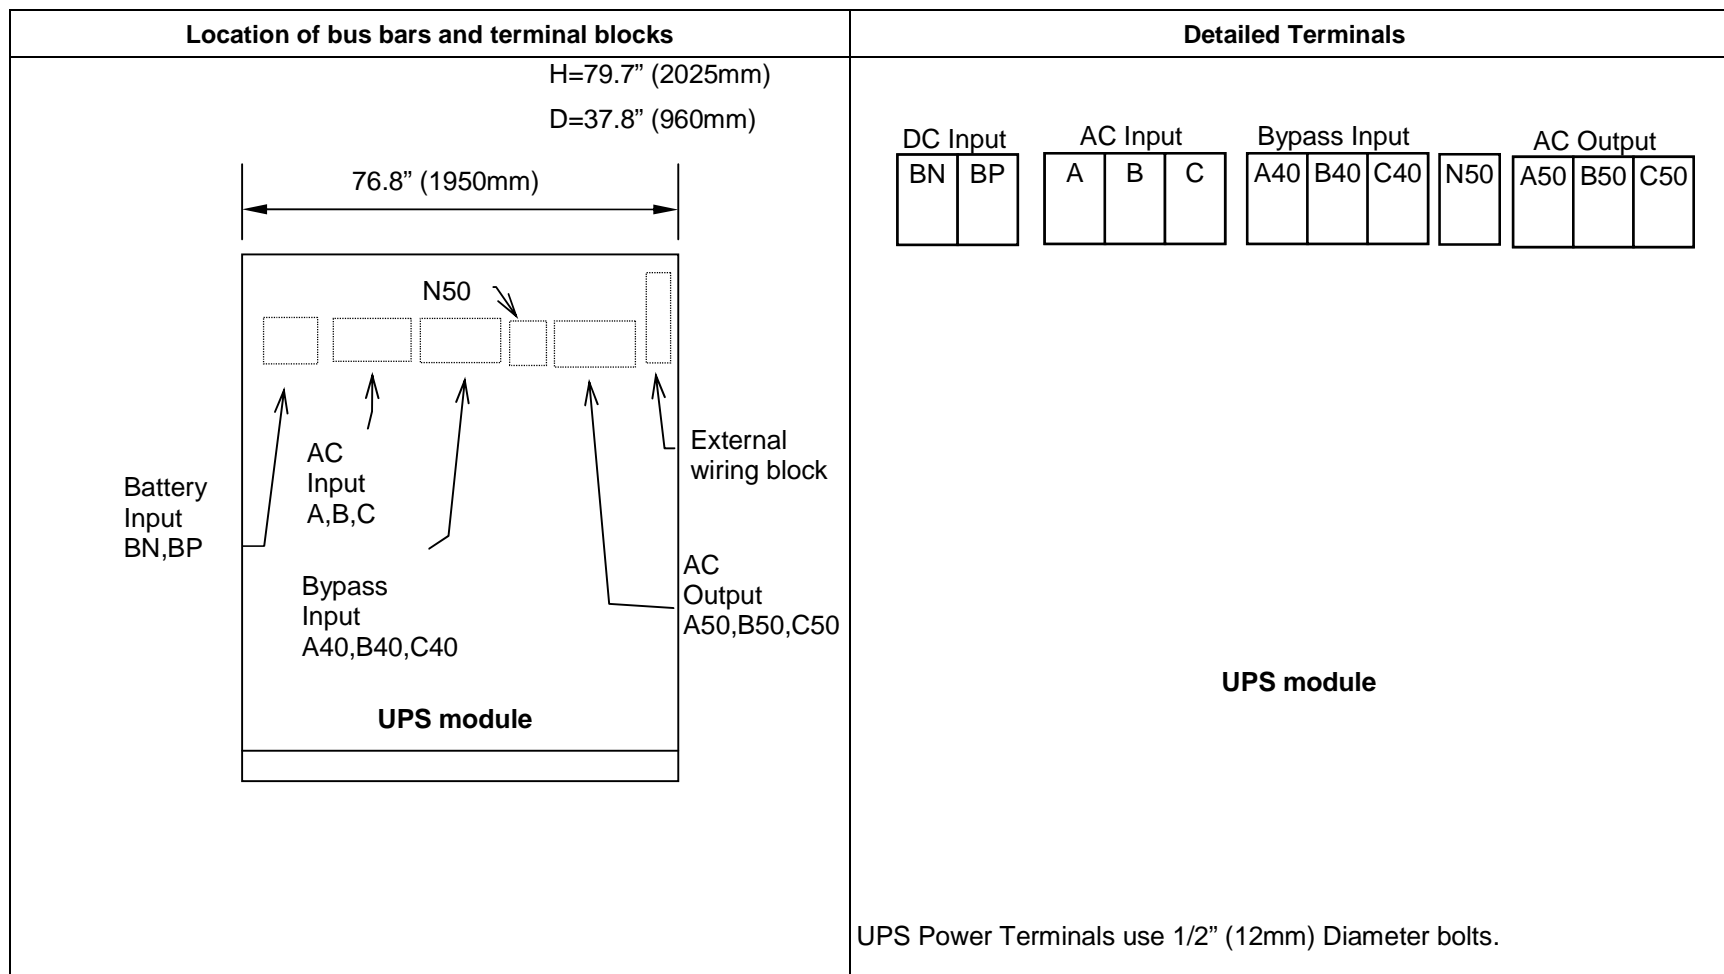 Location of bus bars and terminal blocks
Detailed Terminals
H=79.7” (2025mm)
D=37.8” (960mm)
76.8” (1950mm)
N50
Battery
Input
BN,BP
AC
Input
A,B,C
Bypass
Input
A40,B40,C40
External
wiring block
AC
Output
A50,B50,C50
UPS module
DC Input
AC Input
Bypass Input
AC Output
BN BP A B C A40 B40 C40 N50 A50 B50 C50
UPS module
UPS Power Terminals use 1/2” (12mm) Diameter bolts.